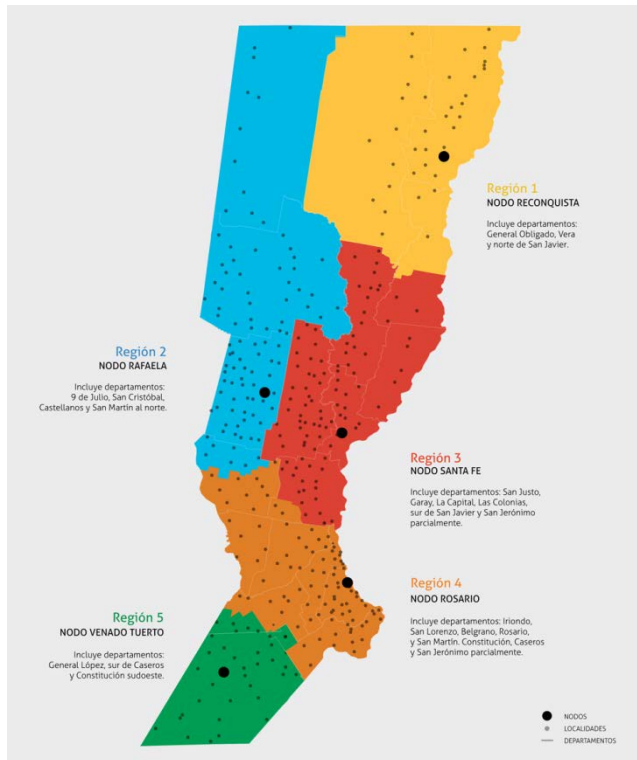 Región 1
NODO RECONQUISTA
Incluye departamentos:
General Obligado, Vera
y norte de San Javier.
Región 2
NODO RAFAELA
Incluye departamentos:
9 de Julio, San Cristóbal,
Castellanos y San Martín al norte.
Región 3
NODO SANTA FE
Incluye departamentos: San Justo,
Garay, La Capital, Las Colonias,
sur de San Javier y San Jerónimo
parcialmente.
Región 4
NODO ROSARIO
Incluye departamentos: Iriondo,
San Lorenzo, Belgrano, Rosario,
y San Martín. Constitución, Caseros
y San Jerónimo parcialmente.
Región 5
NODO VENADO TUERTO
Incluye departamentos:
General López, sur de Caseros
y Constitución sudoeste.
NODOS
LOCALIDADES
DEPARTAMENTOS